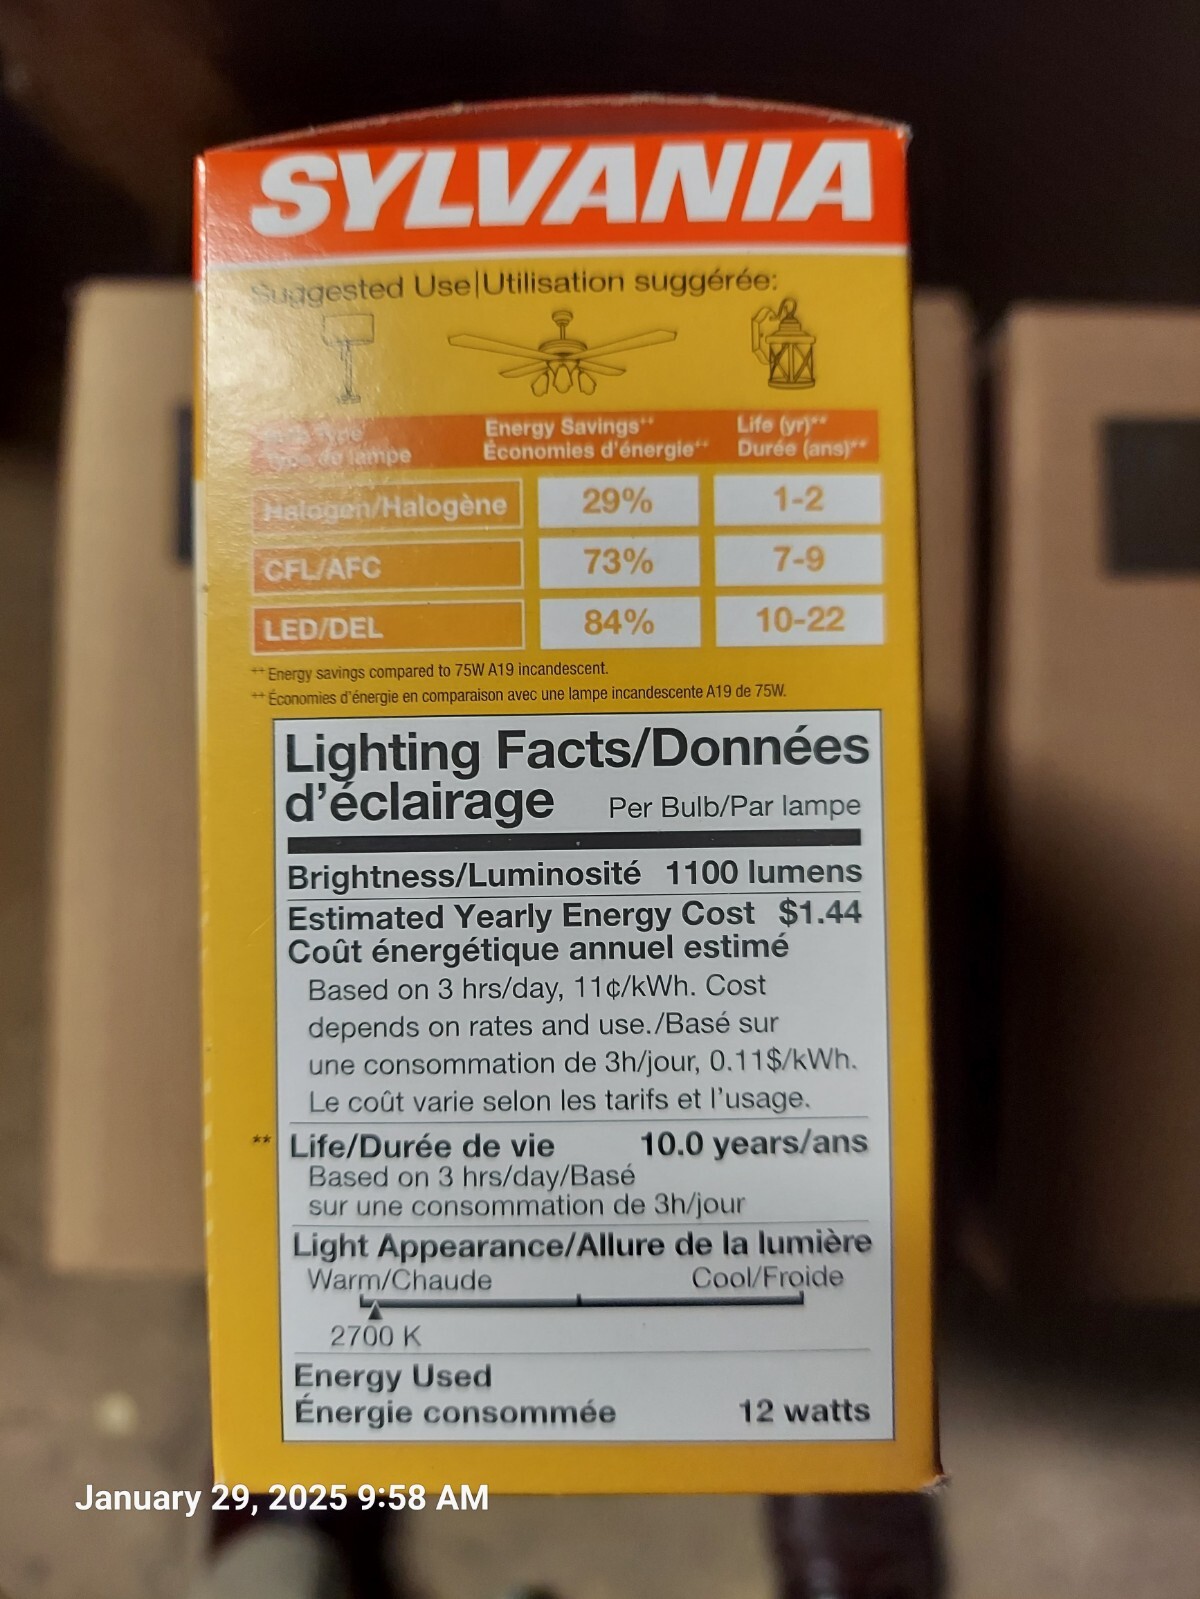 SYLVANIA
Suggested Use|Utilisation suggérée:
Bulb Type
Type de lampe
Energy Savings++
Économies d'énergie++
Life (yr)**
Durée (ans)**
Halogen/Halogène 29% 1-2
CFL/AFC 73% 7-9
LED/DEL 84% 10-22
++ Energy savings compared to 75W A19 incandescent.
++ Économies d'énergie en comparaison avec une lampe incandescente A19 de 75W.
Lighting Facts/Données
d'éclairage Per Bulb/Par lampe
Brightness/Luminosité 1100 lumens
Estimated Yearly Energy Cost $1.44
Coût énergétique annuel estimé
Based on 3 hrs/day, 11¢/kWh. Cost
depends on rates and use./Basé sur
une consommation de 3h/jour, 0.11$/kWh.
Le coût varie selon les tarifs et l'usage.
** Life/Durée de vie 10.0 years/ans
Based on 3 hrs/day/Basé
sur une consommation de 3h/jour
Light Appearance/Allure de la lumière
Warm/Chaude Cool/Froide
2700 K
Energy Used
Énergie consommée 12 watts
January 29, 2025 9:58 AM